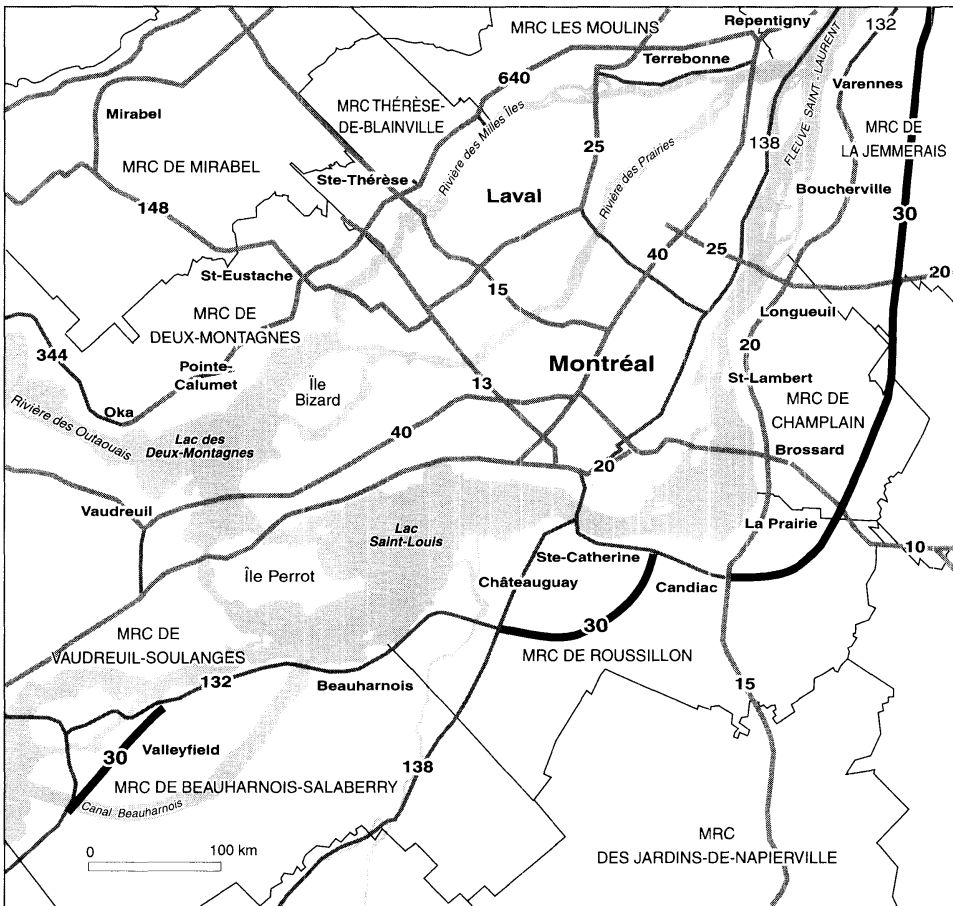 Repentigny
MRC LES MOULINS
132
Terrebonne
640
Varennes
Mirabel
MRC THÉRÈSE-
DE-BLAINVILLE
Rivière des Milles Îles
FLEUVE SAINT-LAURENT
MRC DE
LA JEMMERAIS
25
138
MRC DE MIRABEL
Ste-Thérèse
Rivière des Prairies
Laval
Boucherville
148
30
40
25
St-Eustache
20
15
MRC DE
DEUX-MONTAGNES
Longueuil
344
20
Pointe-
Calumet
Montréal
Île
Bizard
13
St-Lambert
MRC DE
CHAMPLAIN
Oka
Rivière des Outaouais
Lac des
Deux-Montagnes
40
Brossard
20
Vaudreuil
La Prairie
Lac
Saint-Louis
10
Ste-Catherine
Île Perrot
Châteauguay
Candiac
30
MRC DE
VAUDREUIL-SOULANGES
MRC DE ROUSSILLON
132
Beauharnois
15
Valleyfield
30
138
MRC DE BEAUHARNOIS-SALABERRY
Canal Beauharnois
MRC
DES JARDINS-DE-NAPIERVILLE
0 100 km